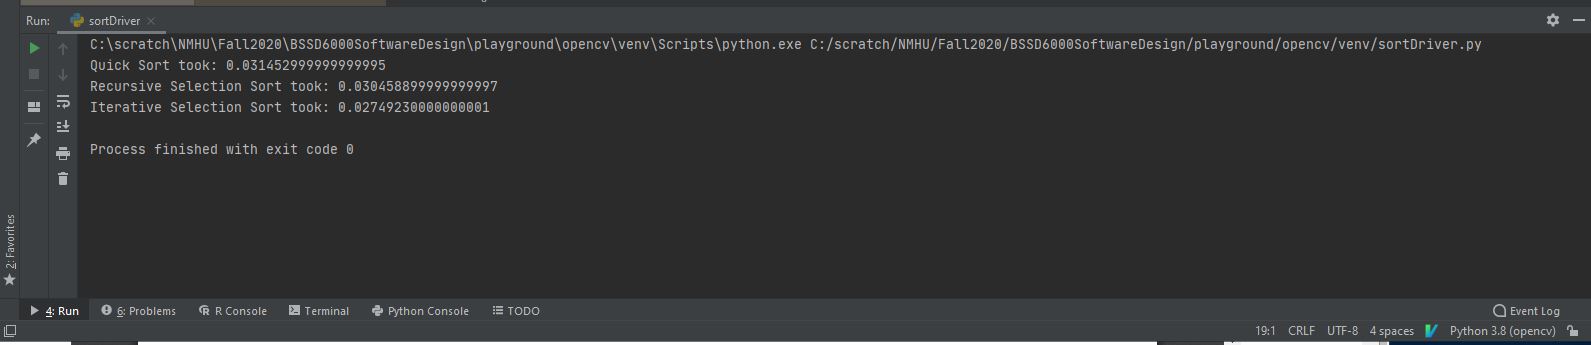 Run: sortDriver
C:\scratch\NMHU\Fall2020\BSSD6000SoftwareDesign\playground\opencv\venv\Scripts\python.exe C:/scratch/NMHU/Fall2020/BSSD6000SoftwareDesign/playground/opencv/venv/sortDriver.py
Quick Sort took: 0.031452999999999995
Recursive Selection Sort took: 0.030458899999999997
Iterative Selection Sort took: 0.02749230000000001
Process finished with exit code 0
2: Favorites
4: Run 6: Problems R Console Terminal Python Console TODO Event Log
19:1 CRLF UTF-8 4 spaces Python 3.8 (opencv)